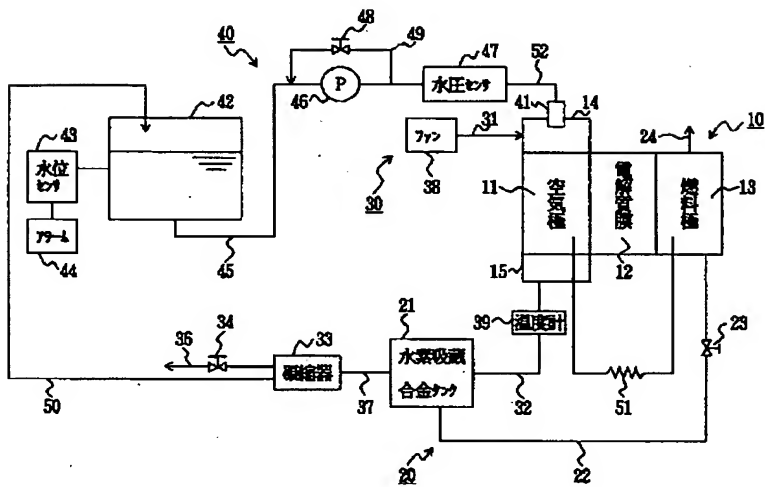 48
40
49
47
52
42
P
水圧センサ
41
14
46
43
31
24
10
水位
センサ
ファン
11
空気極
電解質膜
燃料極
13
30
38
アラーム
44
45
15
12
21
39
温度計
23
36
34
33
水素吸蔵
合金タンク
凝縮器
50
37
32
51
20
22